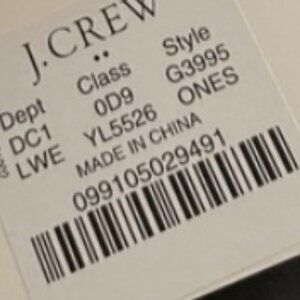 J.CREW
Dept Class Style
DC1 0D9 G3995
LWE YL5526 ONES
MADE IN CHINA
099105029491